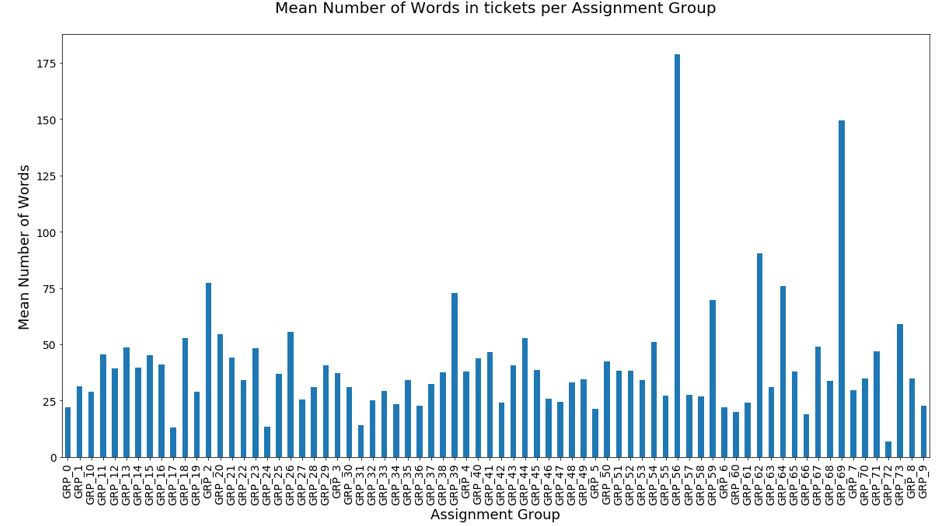 Mean Number of Words in tickets per Assignment Group
175
150
125
100
75
50
25
0
Mean Number of Words
GRP_0
GRP_1
GRP_10
GRP_11
GRP_12
GRP_13
GRP_14
GRP_15
GRP_16
GRP_17
GRP_18
GRP_19
GRP_2
GRP_20
GRP_21
GRP_22
GRP_23
GRP_24
GRP_25
GRP_26
GRP_27
GRP_28
GRP_29
GRP_3
GRP_30
GRP_31
GRP_32
GRP_33
GRP_34
GRP_35
GRP_36
GRP_37
GRP_38
GRP_39
GRP_4
GRP_40
GRP_41
GRP_42
GRP_43
GRP_44
GRP_45
GRP_46
GRP_47
GRP_48
GRP_49
GRP_5
GRP_50
GRP_51
GRP_52
GRP_53
GRP_54
GRP_55
GRP_56
GRP_57
GRP_58
GRP_59
GRP_6
GRP_60
GRP_61
GRP_62
GRP_63
GRP_64
GRP_65
GRP_66
GRP_67
GRP_68
GRP_69
GRP_7
GRP_70
GRP_71
GRP_72
GRP_73
GRP_8
GRP_9
Assignment Group